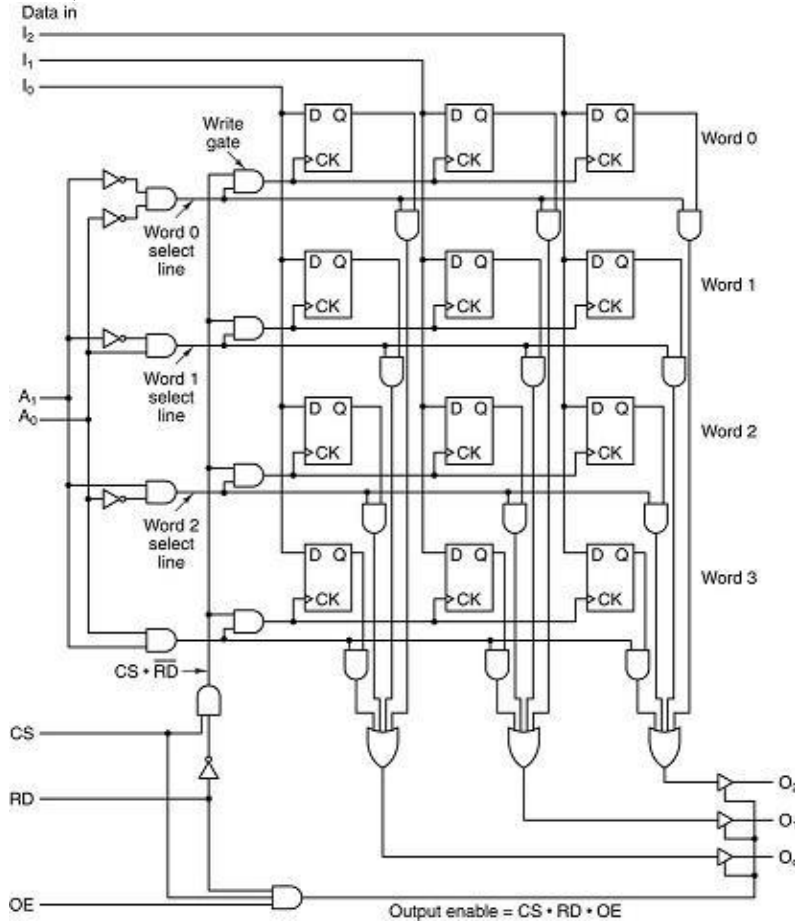 Data in
I₂
I₁
I₀
D Q
CK
D Q
CK
D Q
CK
Word 0
Write
gate
Word 0
select
line
D Q
CK
D Q
CK
D Q
CK
Word 1
Word 1
select
line
A₁
A₀
D Q
CK
D Q
CK
D Q
CK
Word 2
Word 2
select
line
D Q
CK
D Q
CK
D Q
CK
Word 3
CS • R̅D̅
CS
RD
OE
O
O
O
Output enable = CS • RD • OE